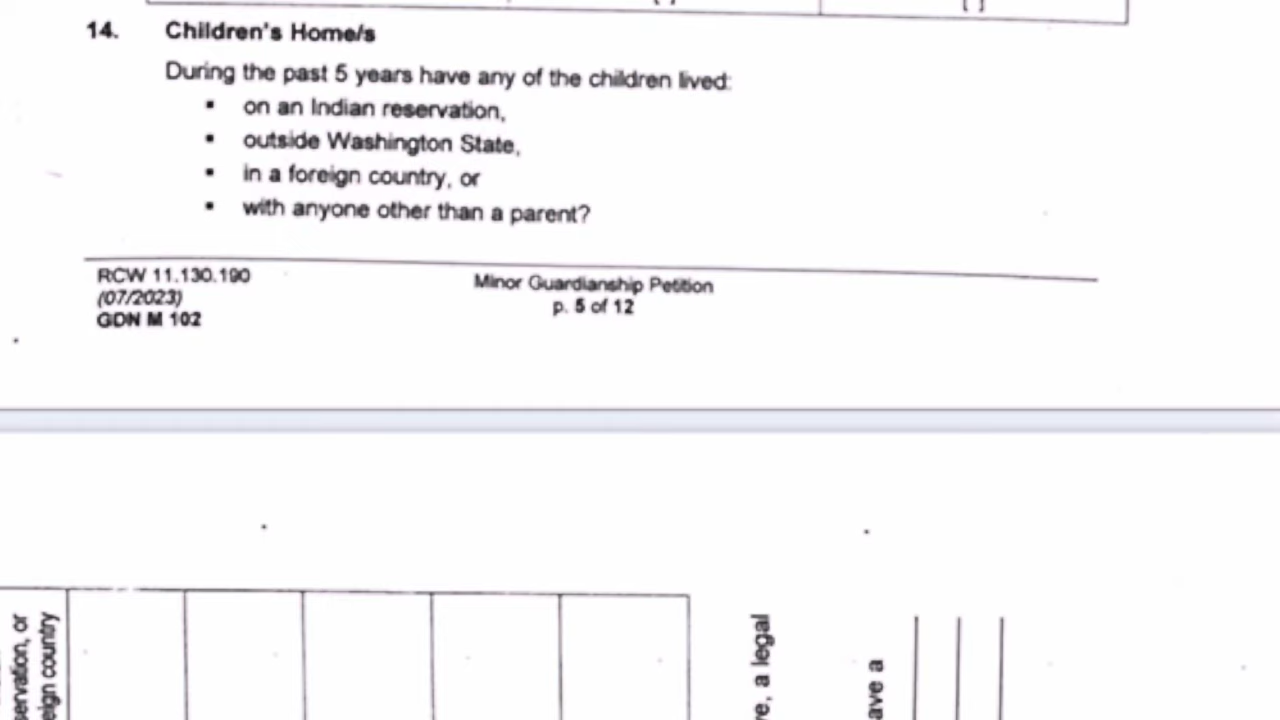 14. Children's Home/s
During the past 5 years have any of the children lived:
▪ on an Indian reservation,
▪ outside Washington State,
▪ in a foreign country, or
▪ with anyone other than a parent?
RCW 11.130.190
(07/2023)
GDN M 102
Minor Guardianship Petition
p. 5 of 12
a legal